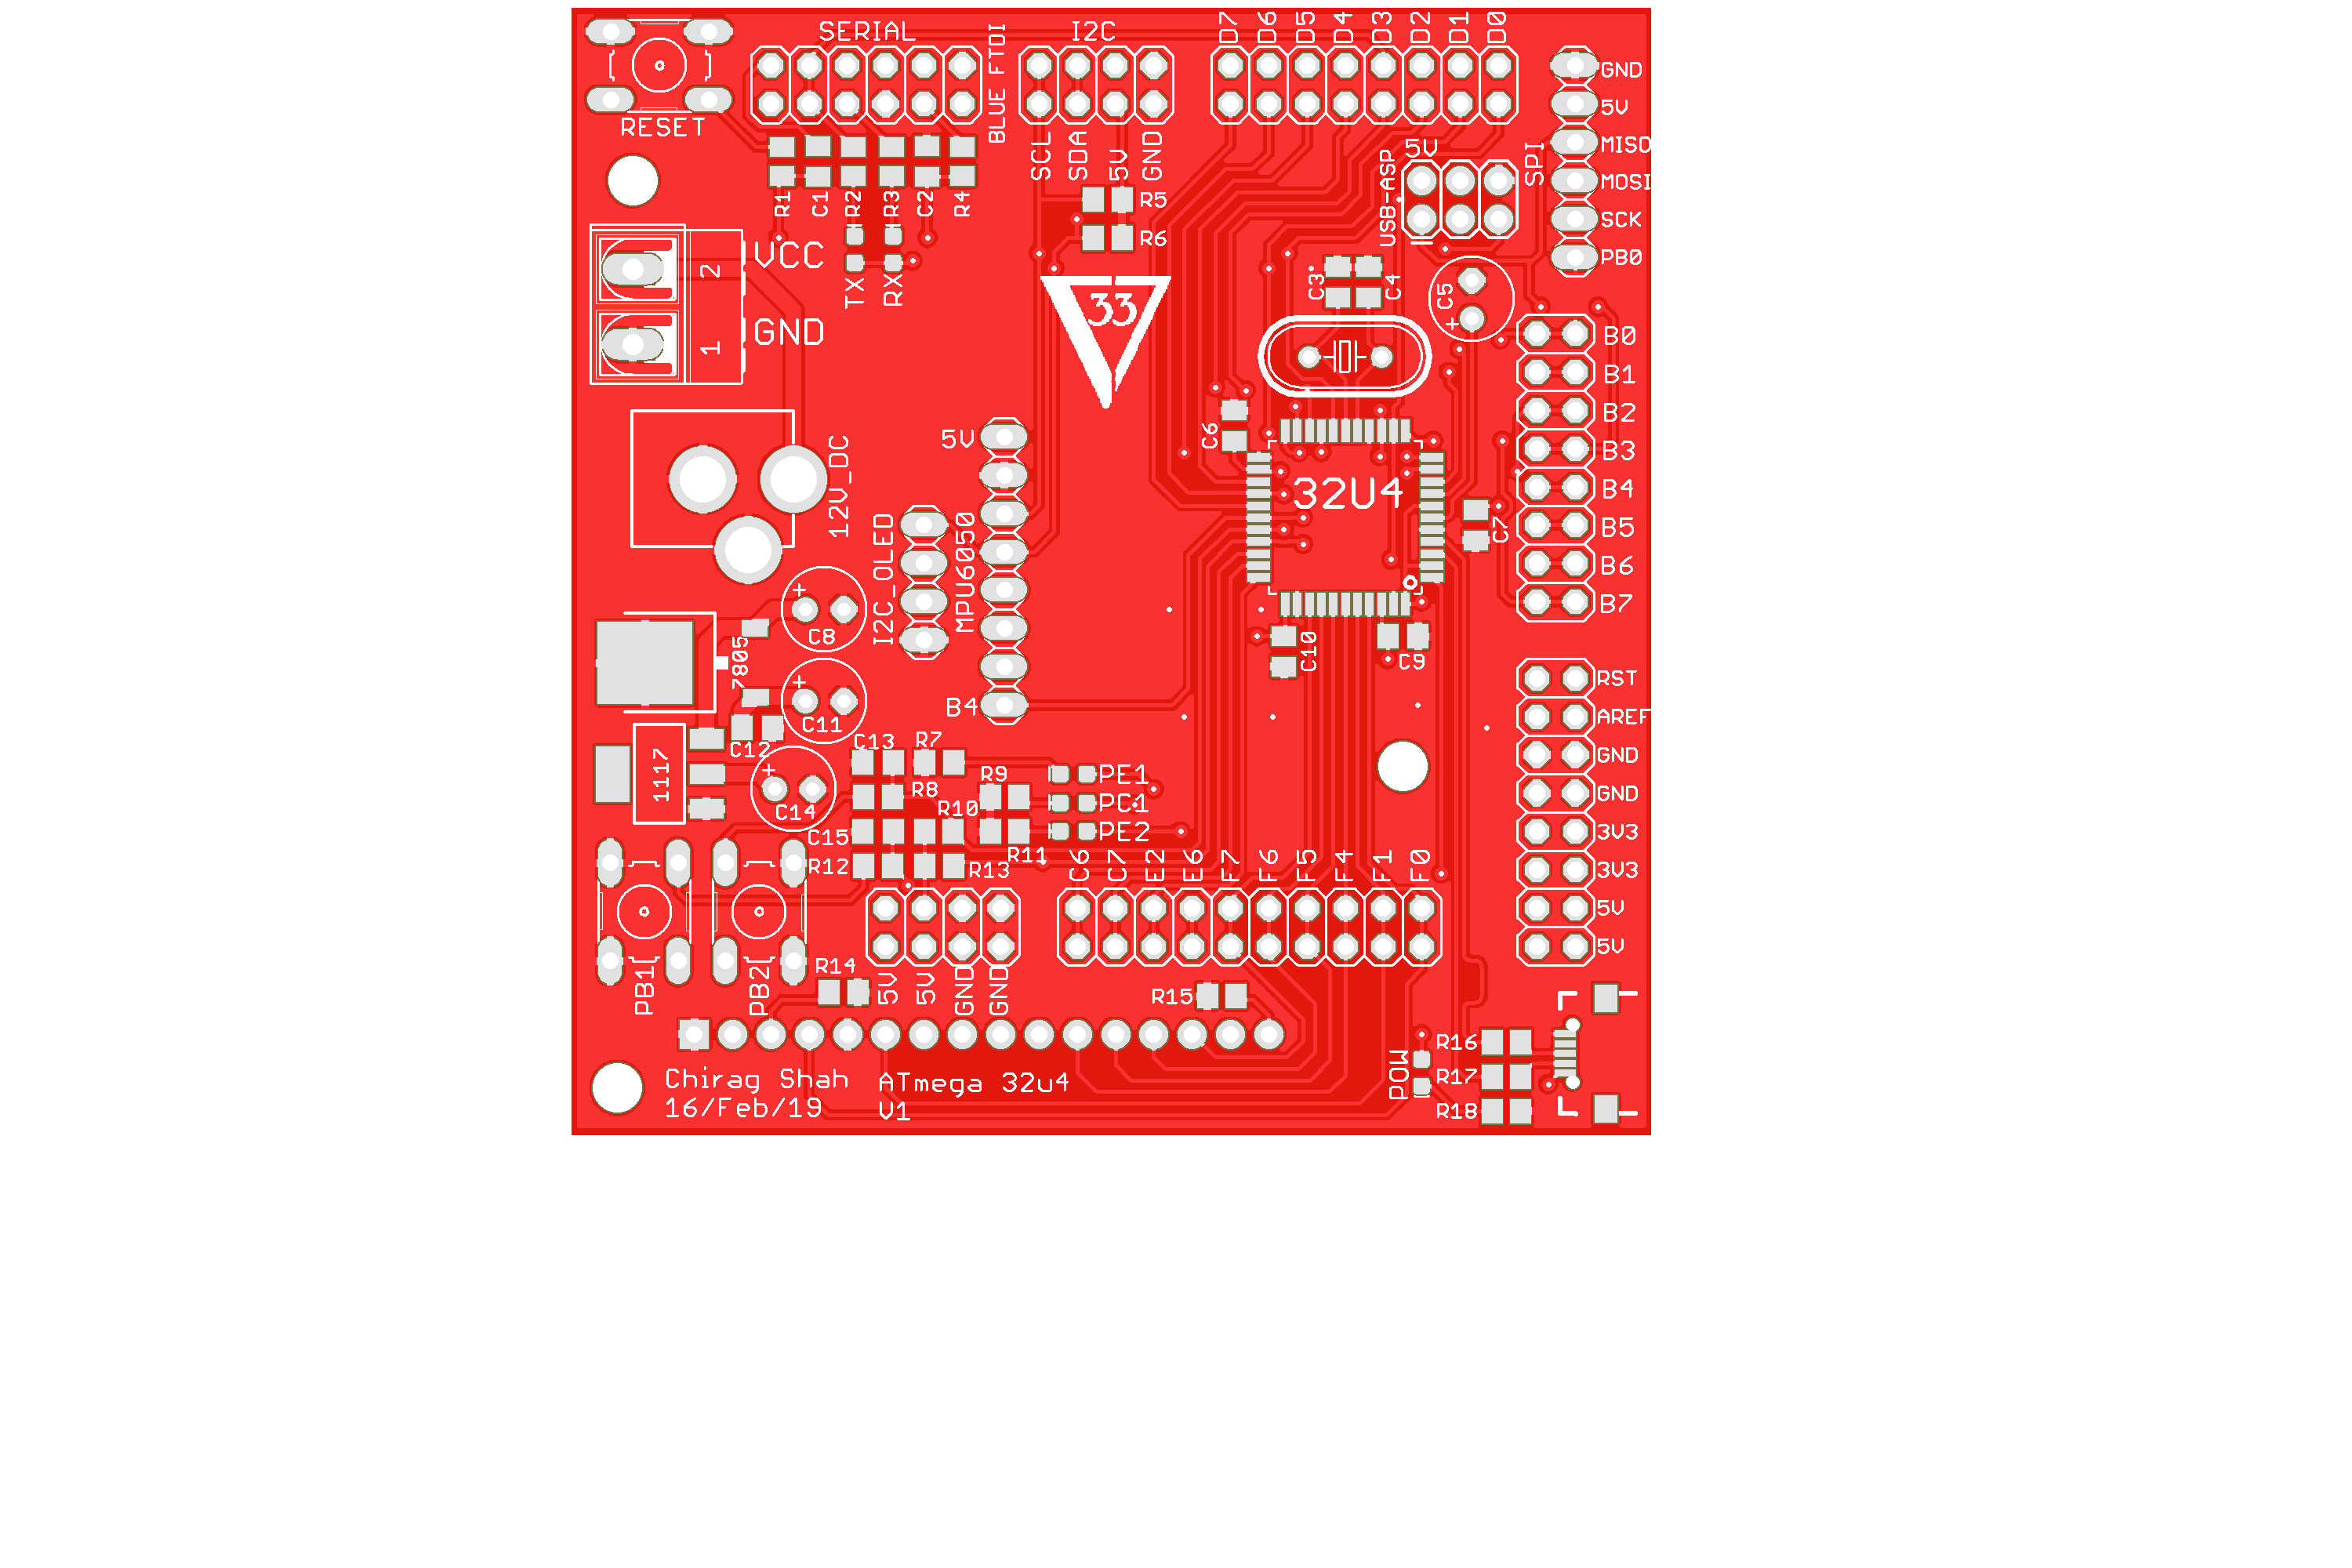 SERIAL
BLUE FTDI
I2C
D7
D6
D5
D4
D3
D2
D1
D0
GND
5V
MISO
MOSI
SCK
PB0
SPI
RESET
R1
C1
R2
R3
C2
R4
SCL
SDA
5V
GND
R5
R6
USB-ASP
5V
VCC
GND
2
1
TX
RX
33
C3
C4
C5
+
B0
B1
B2
B3
B4
B5
B6
B7
12V_DC
5V
I2C_OLED
MPU6050
B4
C6
32U4
C7
C10
C9
+
C8
7805
+
C11
C12
1117
+
C14
C13
R7
R8
R9
R10
C15
R12
R11
R13
PE1
PC1
PE2
RST
AREF
GND
GND
3V3
3V3
5V
5V
C6
C7
E2
E6
F7
F6
F5
F4
F1
F0
PB1
PB2
R14
5V
5V
GND
GND
R15
POW
R16
R17
R18
Chirag Shah
16/Feb/19
ATmega 32u4
V1